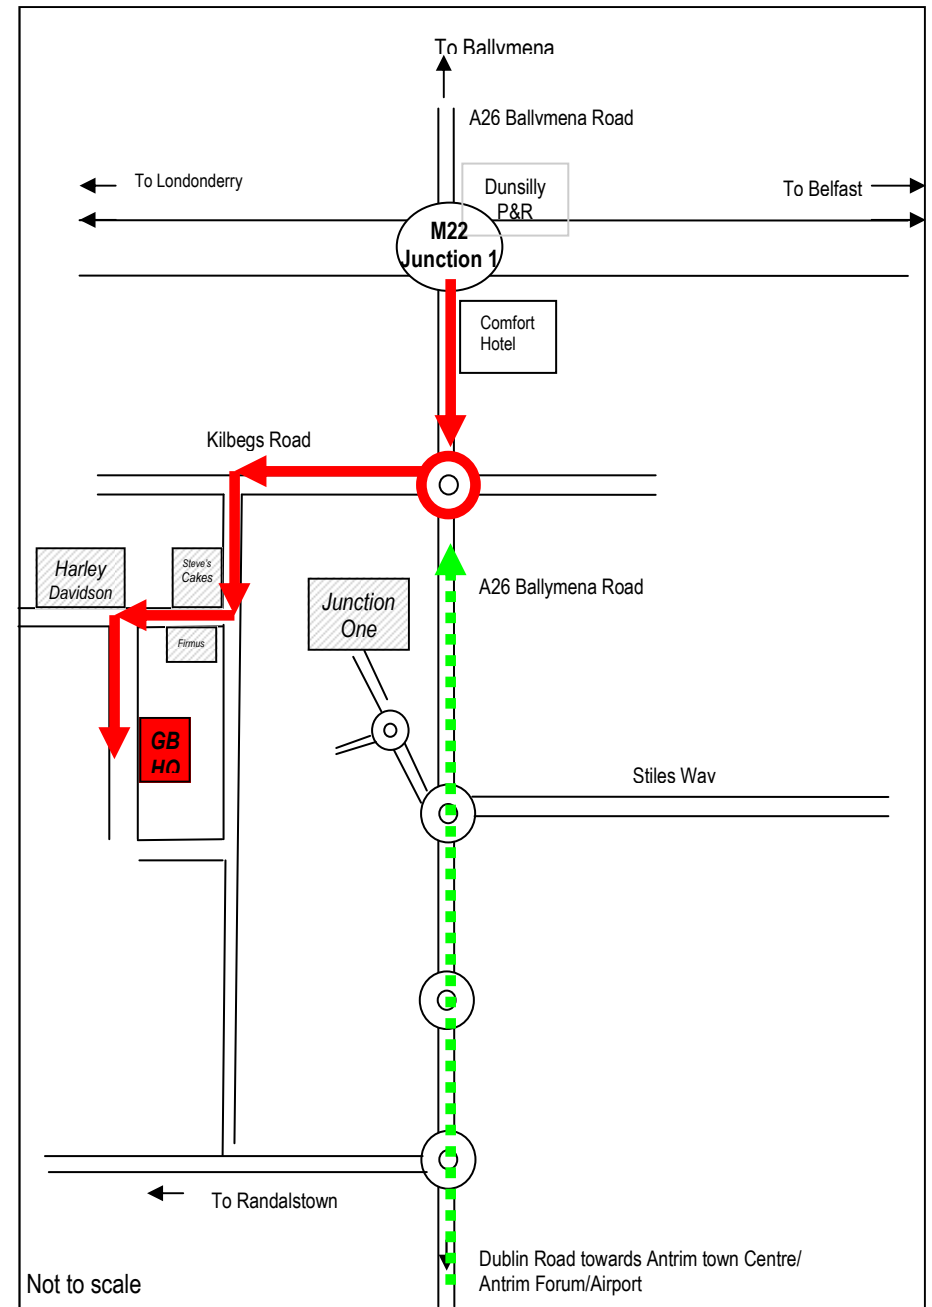 To Ballymena
A26 Ballymena Road
To Londonderry
Dunsilly
P&R
To Belfast
M22
Junction 1
Comfort
Hotel
Kilbegs Road
Harley
Davidson
Steve's
Cakes
Junction
One
A26 Ballymena Road
Firmus
GB
HQ
Stiles Way
To Randalstown
Dublin Road towards Antrim town Centre/
Antrim Forum/Airport
Not to scale